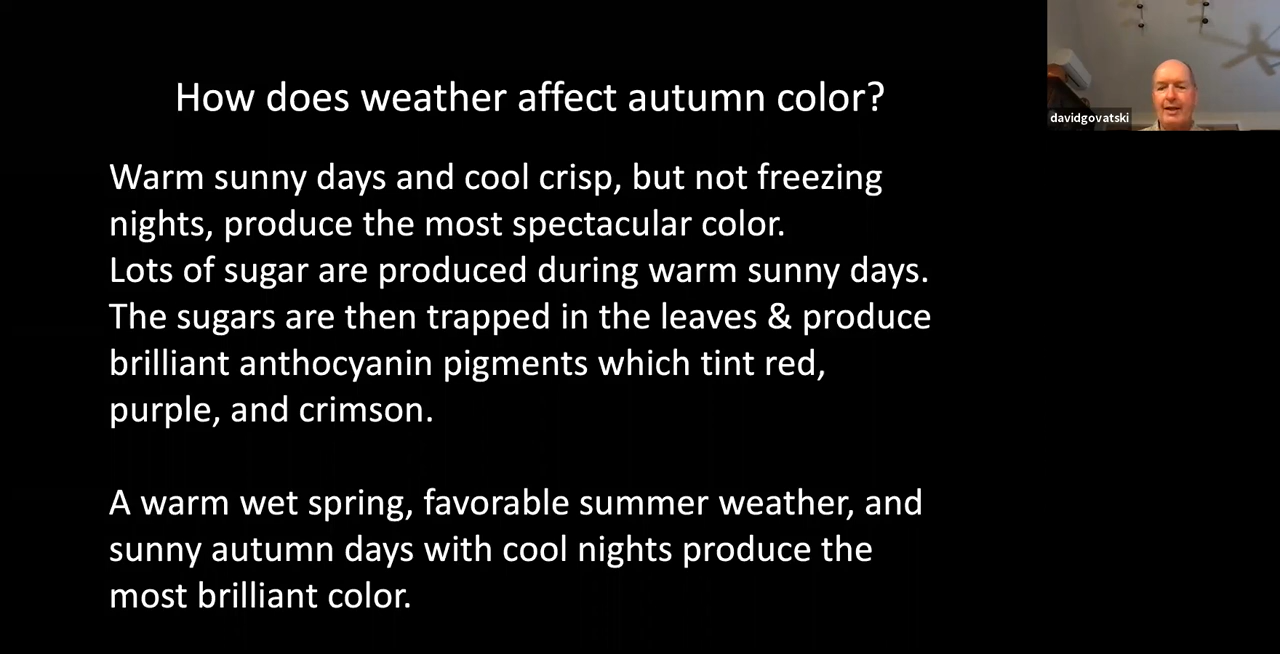 How does weather affect autumn color?
davidgovatski
Warm sunny days and cool crisp, but not freezing
nights, produce the most spectacular color.
Lots of sugar are produced during warm sunny days.
The sugars are then trapped in the leaves & produce
brilliant anthocyanin pigments which tint red,
purple, and crimson.
A warm wet spring, favorable summer weather, and
sunny autumn days with cool nights produce the
most brilliant color.